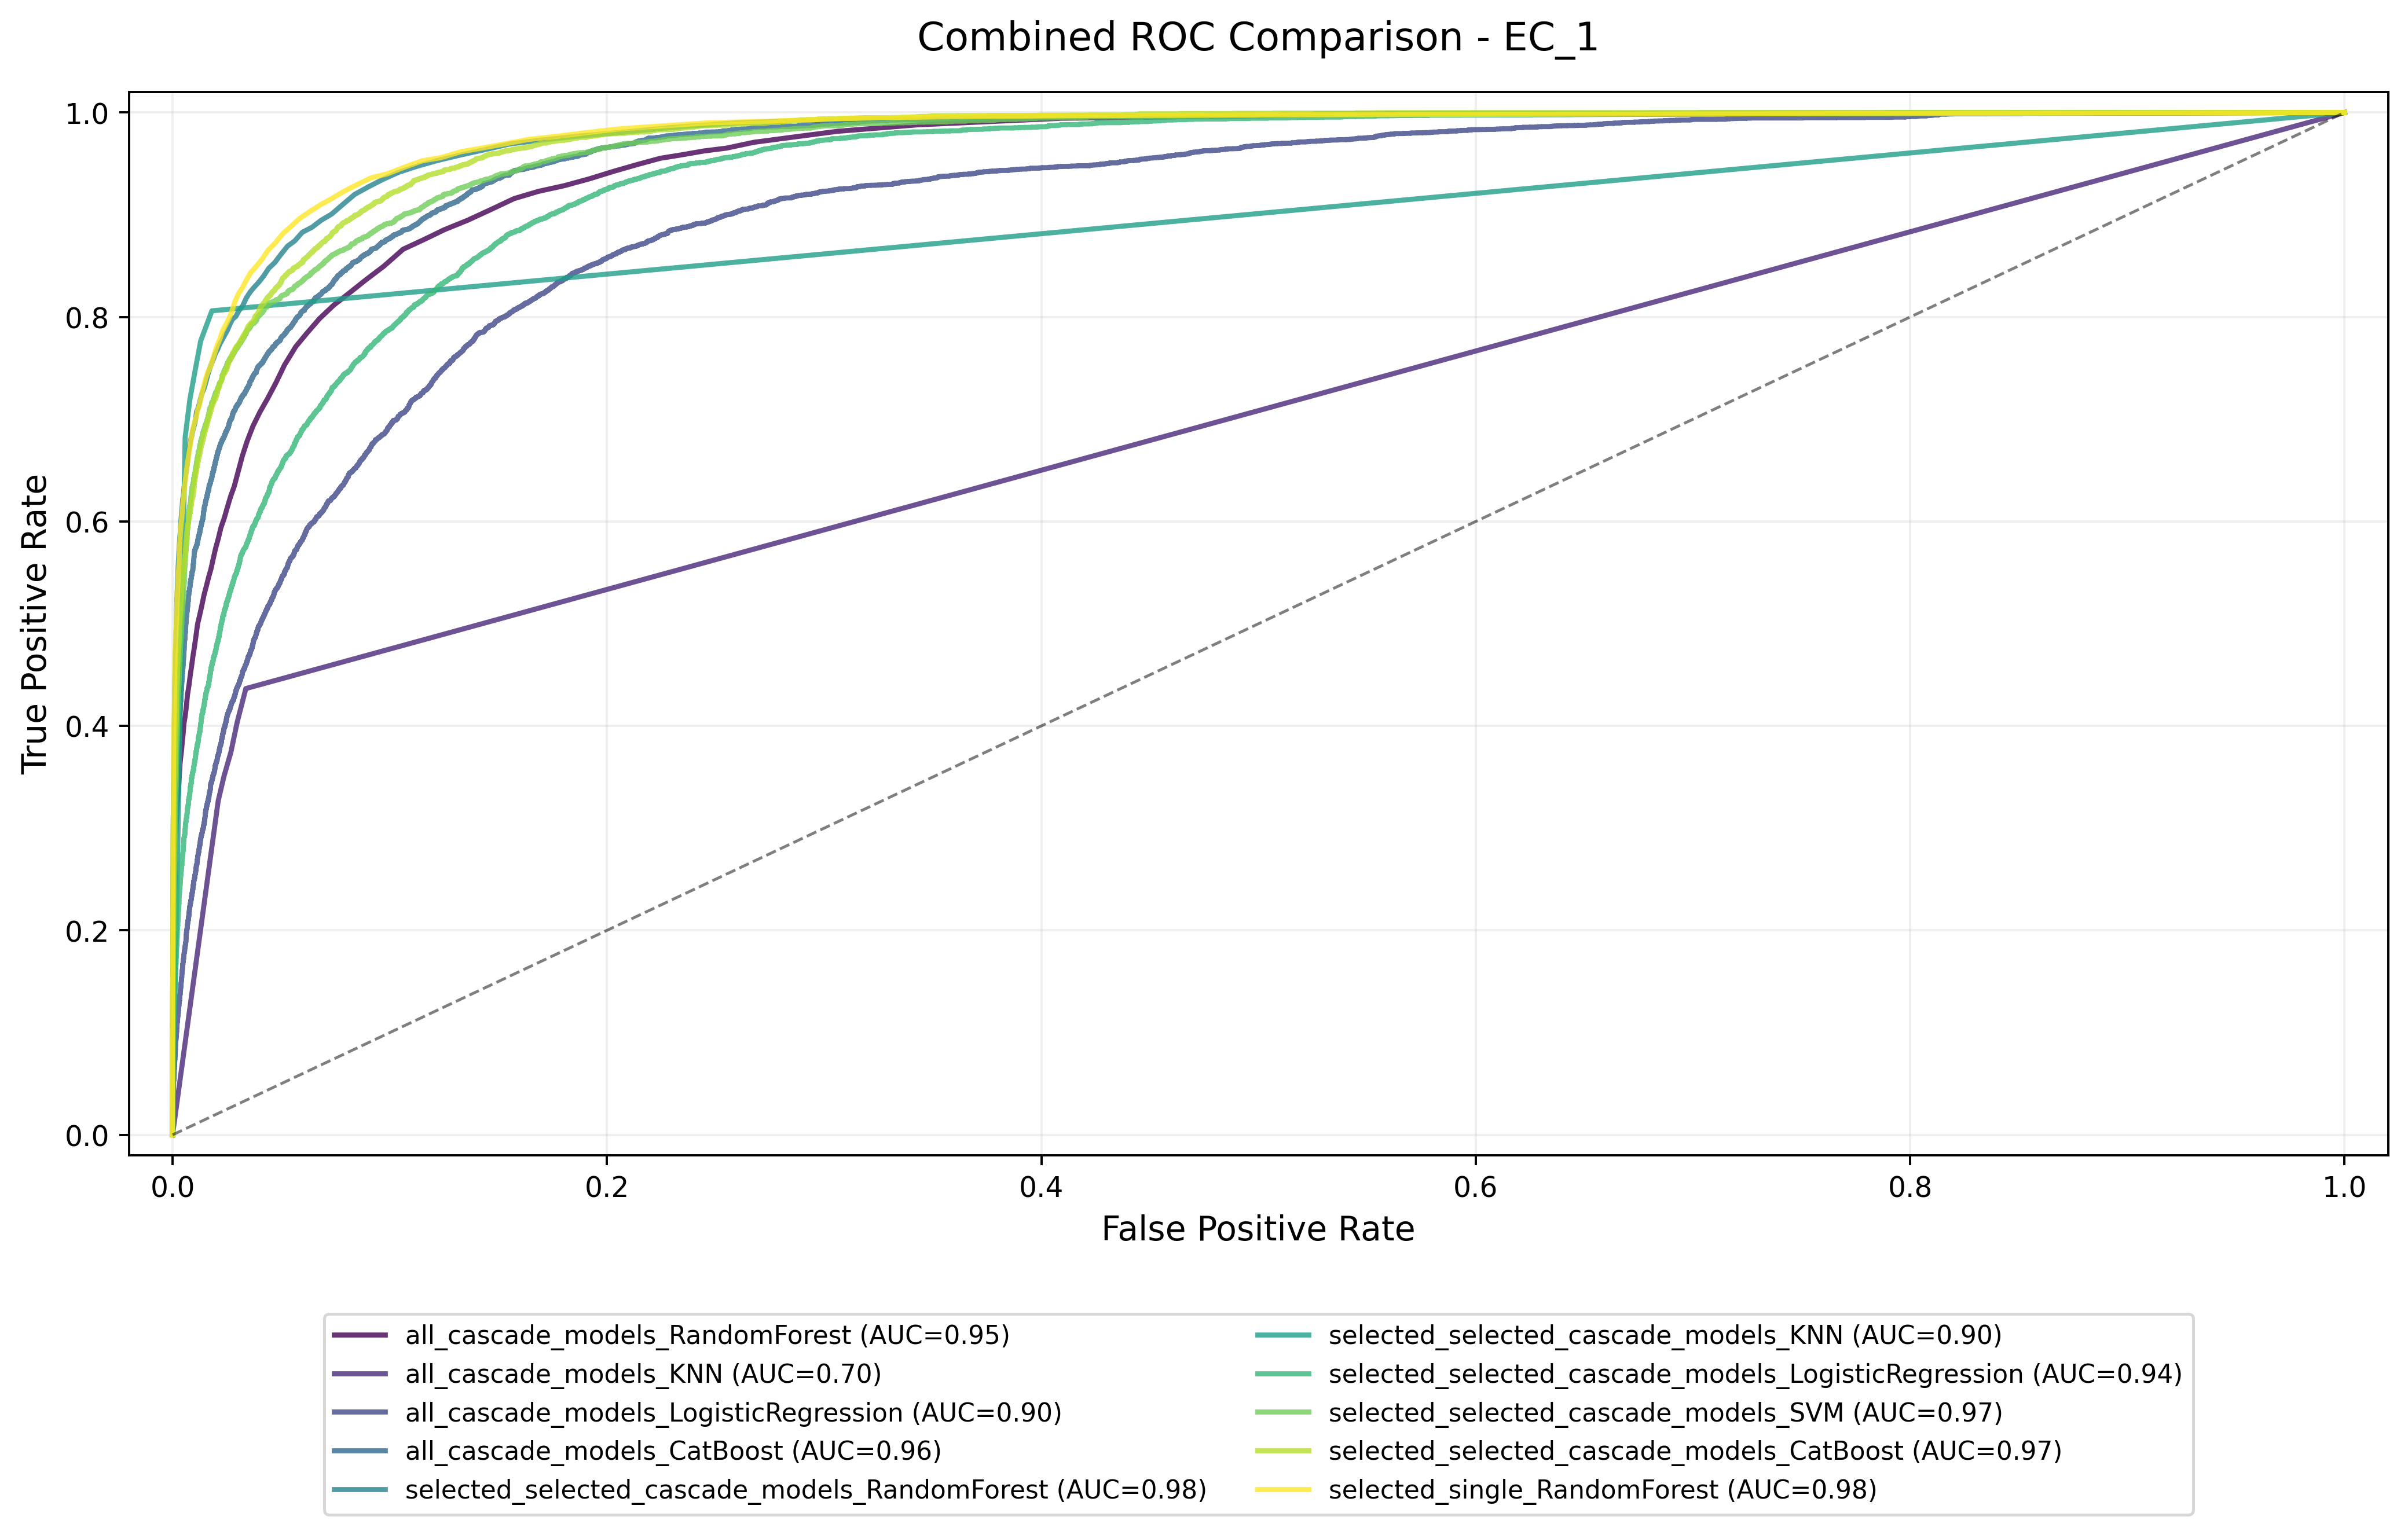 Combined ROC Comparison - EC_1
True Positive Rate
1.0
0.8
0.6
0.4
0.2
0.0
0.0 0.2 0.4 0.6 0.8 1.0
False Positive Rate
all_cascade_models_RandomForest (AUC=0.95)
all_cascade_models_KNN (AUC=0.70)
all_cascade_models_LogisticRegression (AUC=0.90)
all_cascade_models_CatBoost (AUC=0.96)
selected_selected_cascade_models_RandomForest (AUC=0.98)
selected_selected_cascade_models_KNN (AUC=0.90)
selected_selected_cascade_models_LogisticRegression (AUC=0.94)
selected_selected_cascade_models_SVM (AUC=0.97)
selected_selected_cascade_models_CatBoost (AUC=0.97)
selected_single_RandomForest (AUC=0.98)